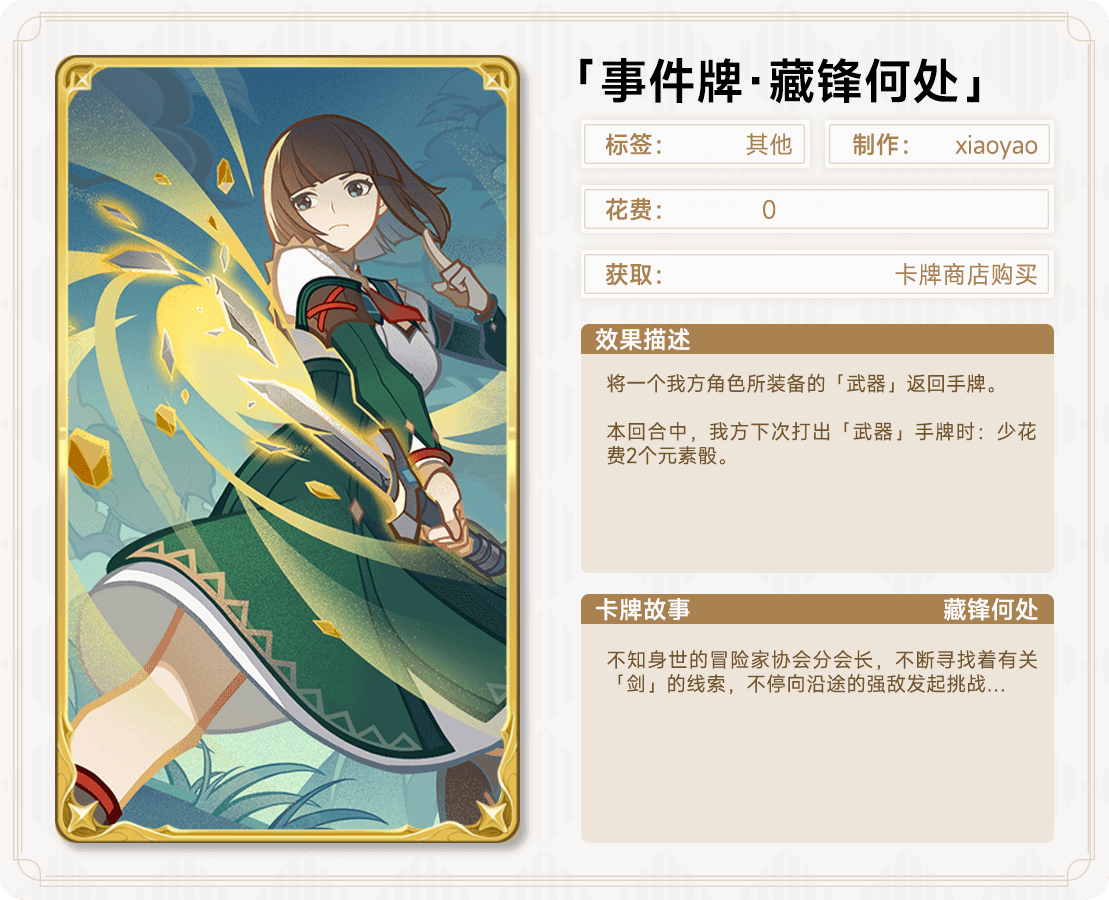 「事件牌·藏锋何处」
标签： 其他
制作： xiaoyao
花费： 0
获取： 卡牌商店购买
效果描述
将一个我方角色所装备的「武器」返回手牌。
本回合中，我方下次打出「武器」手牌时：少花
费2个元素骰。
卡牌故事 藏锋何处
不知身世的冒险家协会分会长，不断寻找着有关
「剑」的线索，不停向沿途的强敌发起挑战...